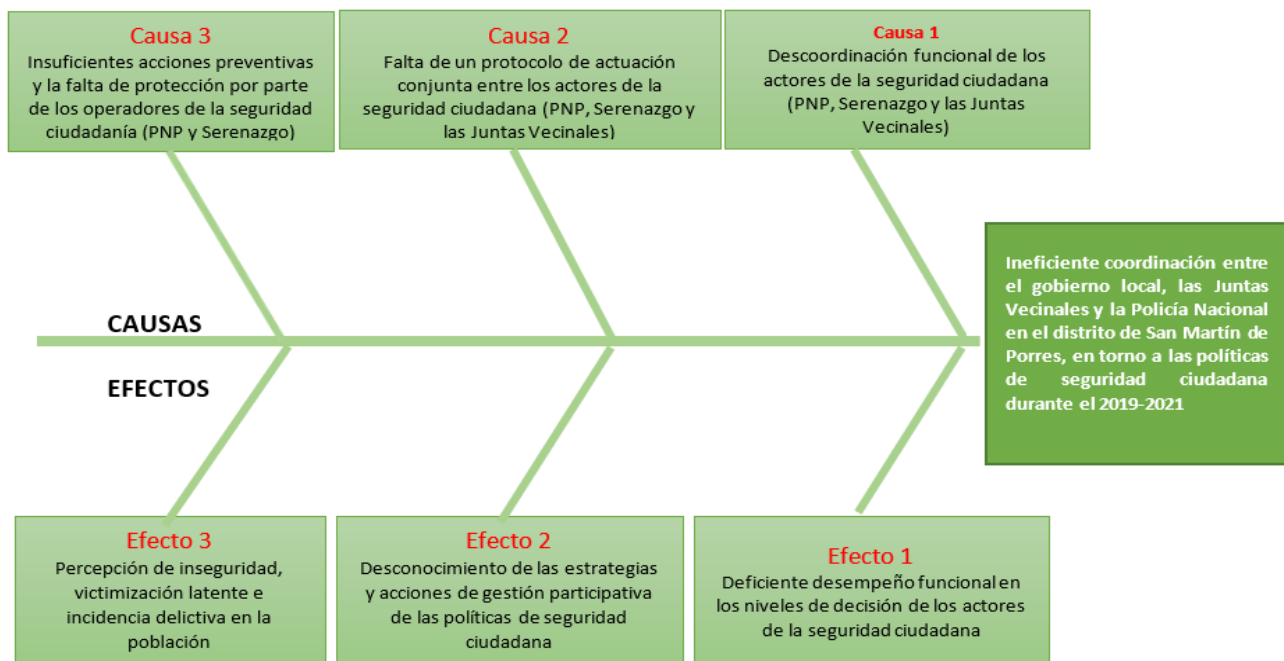 Causa 3
Insuficientes acciones preventivas
y la falta de protección por parte
de los operadores de la seguridad
ciudadanía (PNP y Serenazgo)
Causa 2
Falta de un protocolo de actuación
conjunta entre los actores de la
seguridad ciudadana (PNP, Serenazgo y
las Juntas Vecinales)
Causa 1
Descoordinación funcional de los
actores de la seguridad ciudadana
(PNP, Serenazgo y las Juntas
Vecinales)
CAUSAS
EFECTOS
Ineficiente coordinación entre
el gobierno local, las Juntas
Vecinales y la Policía Nacional
en el distrito de San Martín de
Porres, en torno a las políticas
de seguridad ciudadana
durante el 2019-2021
Efecto 3
Percepción de inseguridad,
victimización latente e
incidencia delictiva en la
población
Efecto 2
Desconocimiento de las estrategias
y acciones de gestión participativa
de las políticas de seguridad
ciudadana
Efecto 1
Deficiente desempeño funcional en
los niveles de decisión de los actores
de la seguridad ciudadana